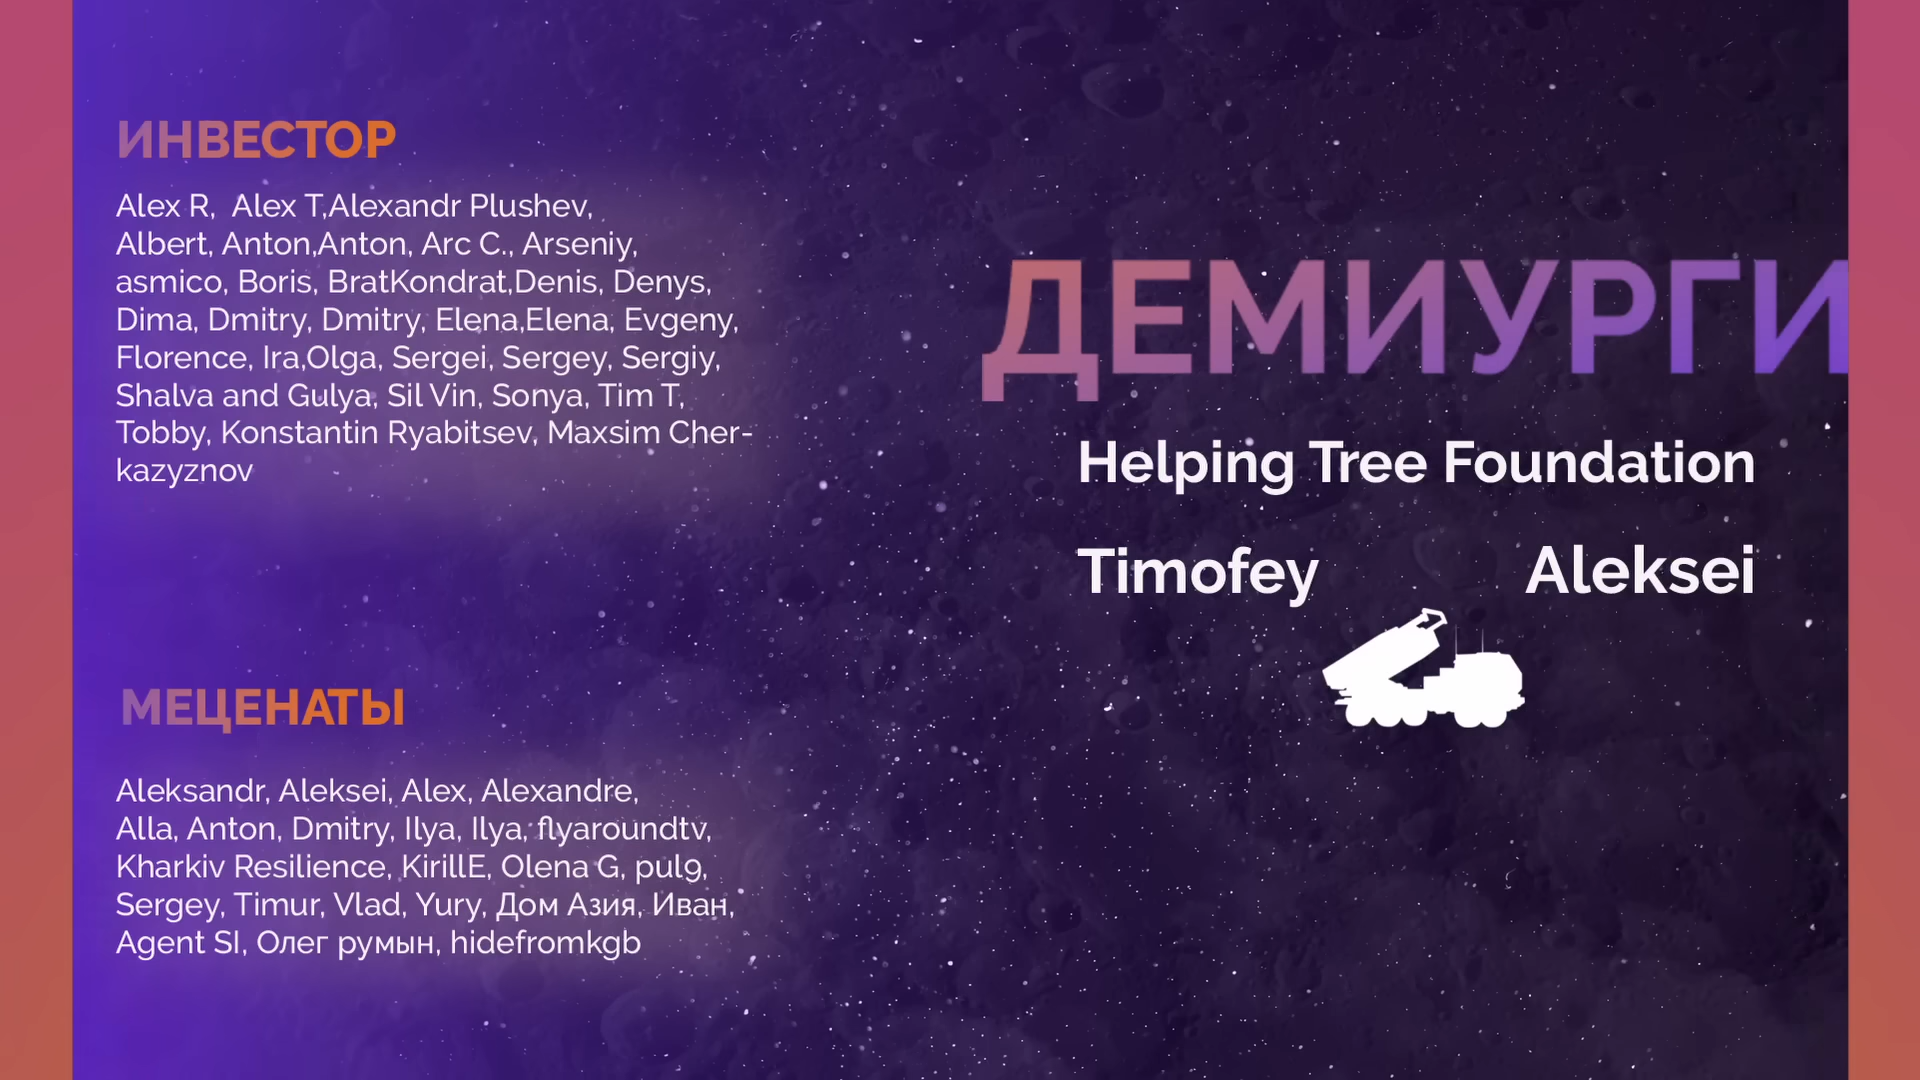 ИНВЕСТОР
Alex R,  Alex T,Alexandr Plushev,
Albert, Anton,Anton, Arc C., Arseniy,
asmico, Boris, BratKondrat,Denis, Denys,
Dima, Dmitry, Dmitry, Elena,Elena, Evgeny,
Florence, Ira,Olga, Sergei, Sergey, Sergiy,
Shalva and Gulya, Sil Vin, Sonya, Tim T,
Tobby, Konstantin Ryabitsev, Maxsim Cher-
kazyznov
МЕЦЕНАТЫ
Aleksandr, Aleksei, Alex, Alexandre,
Alla, Anton, Dmitry, Ilya, Ilya, flyaroundtv,
Kharkiv Resilience, KirillE, Olena G, pul9,
Sergey, Timur, Vlad, Yury, Дом Азия, Иван,
Agent SI, Олег румын, hidefromkgb
ДЕМИУРГИ
Helping Tree Foundation
Timofey Aleksei